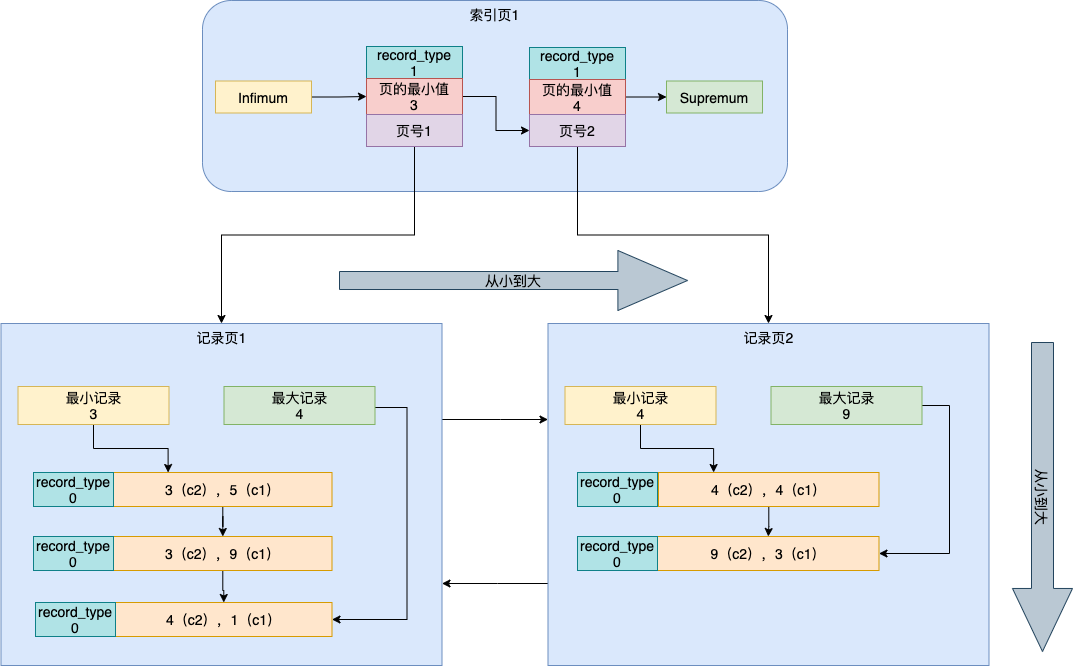 索引页1
record_type
1
页的最小值
3
页号1
record_type
1
页的最小值
4
页号2
Infimum
Supremum
从小到大
记录页1
最小记录
3
最大记录
4
record_type
0
3（c2），5（c1）
record_type
0
3（c2），9（c1）
record_type
0
4（c2），1（c1）
记录页2
最小记录
4
最大记录
9
record_type
0
4（c2），4（c1）
record_type
0
9（c2），3（c1）
从小到大